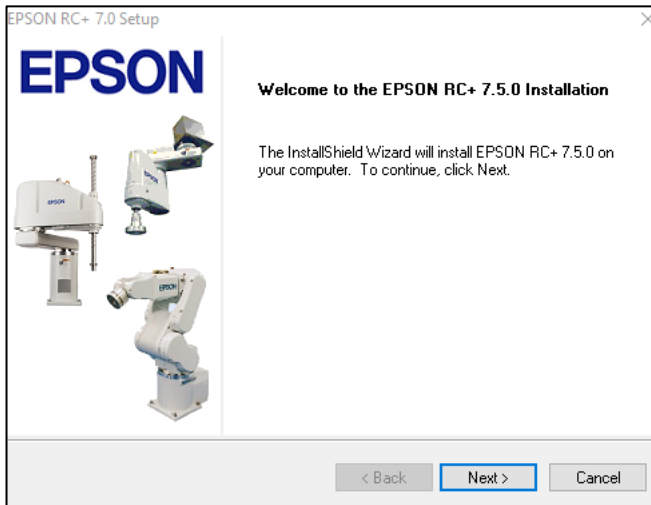 EPSON RC+ 7.0 Setup
EPSON
Welcome to the EPSON RC+ 7.5.0 Installation
The InstallShield Wizard will install EPSON RC+ 7.5.0 on
your computer. To continue, click Next.
EPSON
EPSON
EPSON
< Back
Next >
Cancel